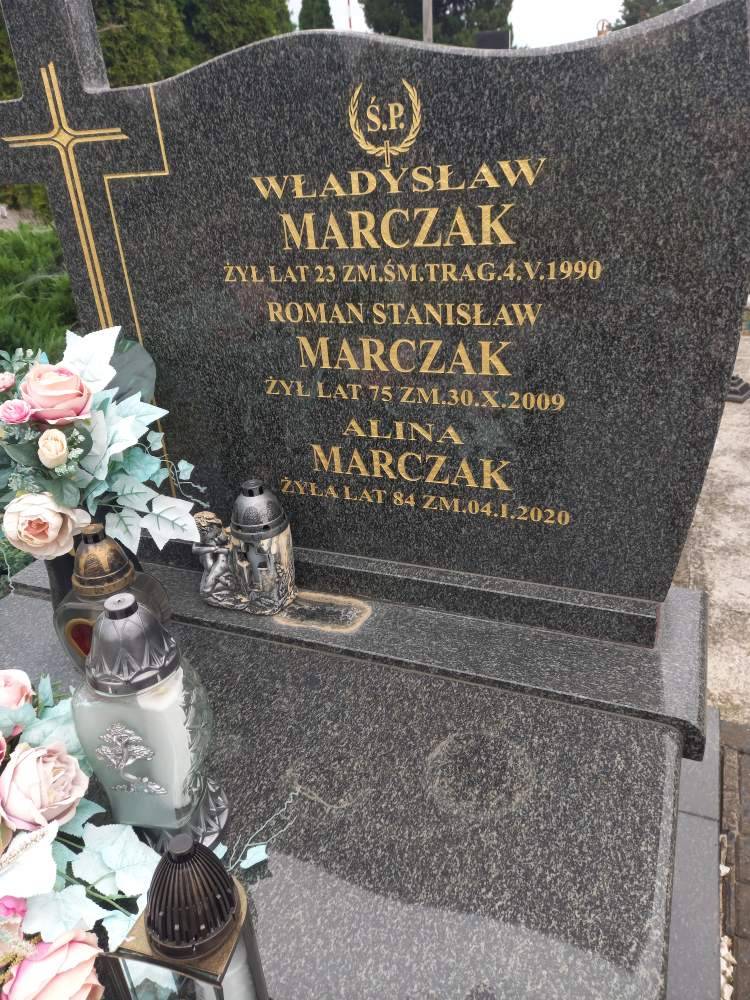 Ś.P.
WŁADYSŁAW
MARCZAK
ŻYŁ LAT 23 ZM.ŚM.TRAG.4.V.1990
ROMAN STANISŁAW
MARCZAK
ŻYŁ LAT 75 ZM.30.X.2009
ALINA
MARCZAK
ŻYŁA LAT 84 ZM.04.I.2020